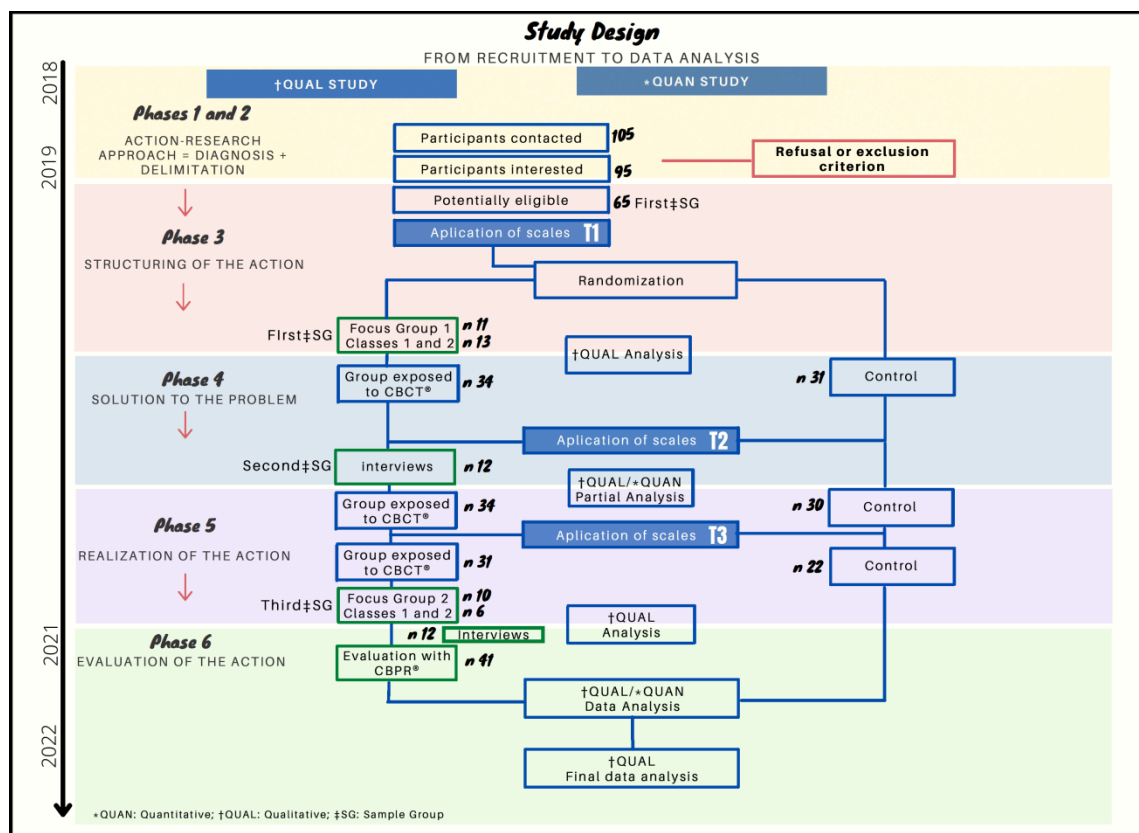 Study Design
FROM RECRUITMENT TO DATA ANALYSIS
2018
†QUAL STUDY
*QUAN STUDY
Phases 1 and 2
ACTION-RESEARCH
APPROACH = DIAGNOSIS +
DELIMITATION
2019
Participants contacted 105
Participants interested 95
Refusal or exclusion
criterion
Potentially eligible 65 First‡SG
Aplication of scales T1
Phase 3
STRUCTURING OF THE ACTION
Randomization
FIrst‡SG
Focus Group 1 n 11
Classes 1 and 2 n 13
†QUAL Analysis
Phase 4
SOLUTION TO THE PROBLEM
Group exposed
to CBCT® n 34
n 31 Control
Aplication of scales T2
Second‡SG interviews n 12
†QUAL/*QUAN
Partial Analysis
Phase 5
REALIZATION OF THE ACTION
Group exposed
to CBCT® n 34
n 30 Control
Aplication of scales T3
Group exposed
to CBCT® n 31
n 22 Control
Third‡SG
Focus Group 2 n 10
Classes 1 and 2 n 6
†QUAL
Analysis
2021
Phase 6
EVALUATION OF THE ACTION
n 12 Interviews
Evaluation with
CBPR® n 41
†QUAL/*QUAN
Data Analysis
2022
†QUAL
Final data analysis
*QUAN: Quantitative; †QUAL: Qualitative; ‡SG: Sample Group